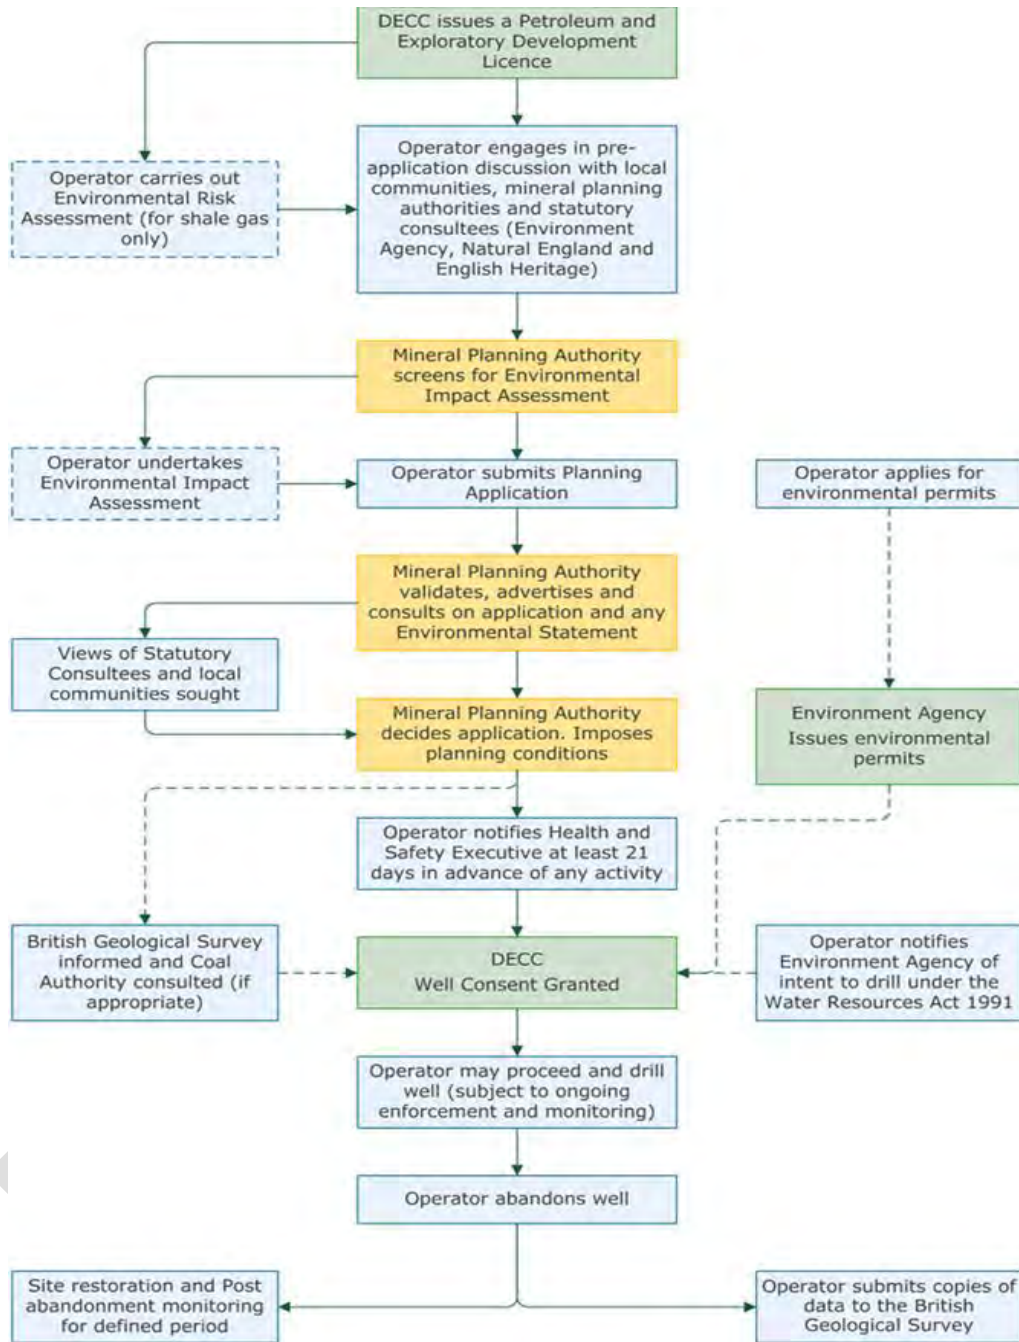 DECC issues a Petroleum and
Exploratory Development
Licence
Operator carries out
Environmental Risk
Assessment (for shale gas
only)
Operator engages in pre-
application discussion with local
communities, mineral planning
authorities and statutory
consultees (Environment
Agency, Natural England and
English Heritage)
Mineral Planning Authority
screens for Environmental
Impact Assessment
Operator undertakes
Environmental Impact
Assessment
Operator submits Planning
Application
Operator applies for
environmental permits
Mineral Planning Authority
validates, advertises and
consults on application and any
Environmental Statement
Views of Statutory
Consultees and local
communities sought
Mineral Planning Authority
decides application. Imposes
planning conditions
Environment Agency
Issues environmental
permits
Operator notifies Health and
Safety Executive at least 21
days in advance of any activity
British Geological Survey
informed and Coal
Authority consulted (if
appropriate)
DECC
Well Consent Granted
Operator notifies
Environment Agency of
intent to drill under the
Water Resources Act 1991
Operator may proceed and drill
well (subject to ongoing
enforcement and monitoring)
Operator abandons well
Site restoration and Post
abandonment monitoring
for defined period
Operator submits copies of
data to the British
Geological Survey